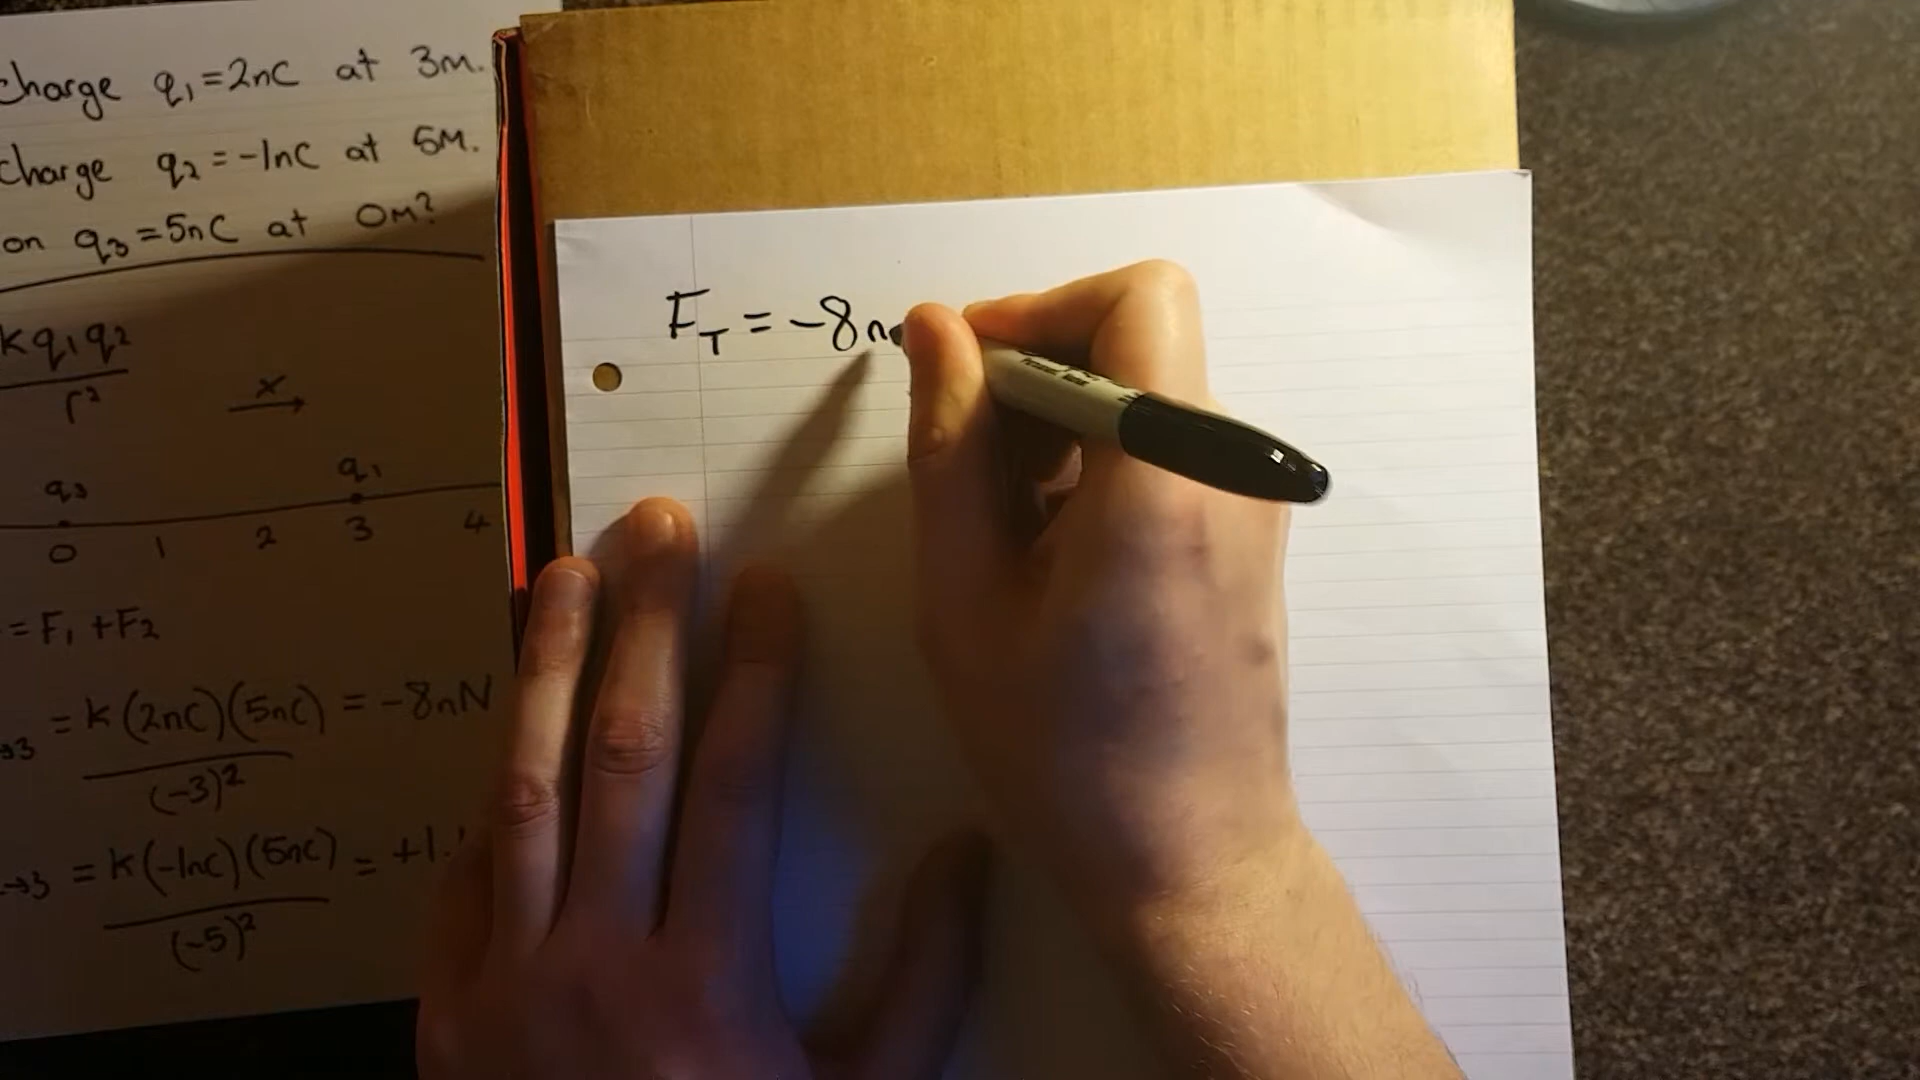 charge q₁=2nC at 3m.
charge q₂=-1nC at 5m.
on q₃=5nC at 0m?
kq₁q₂
r²
x
q₃ q₁
0 1 2 3 4
=F₁+F₂
→3 = k(2nC)(5nC) = -8nN
(-3)²
→3 = k(-1nC)(5nC) = +1.
(-5)²
F_T = -8n